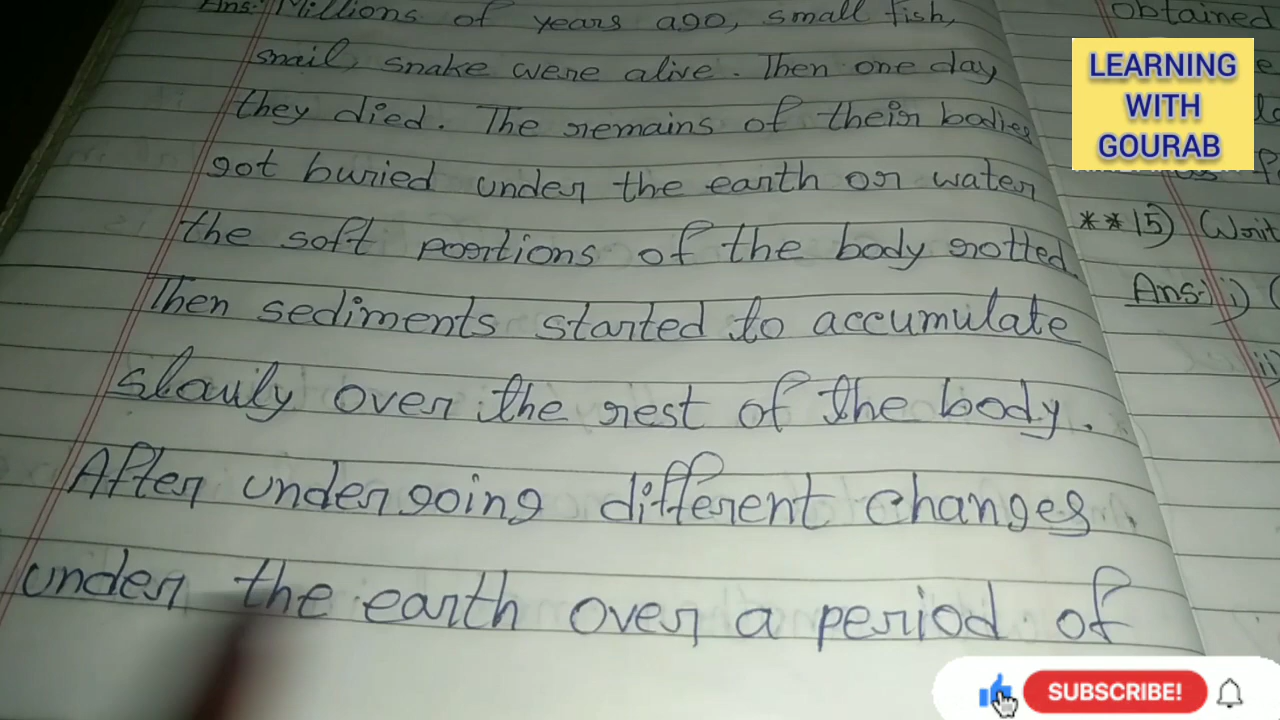 Ans: Millions of years ago, small fish,
snail, snake were alive. Then one day
they died. The remains of their bodies
got buried under the earth or water
the soft portions of the body rotted.
Then sediments started to accumulate
slowly over the rest of the body.
After undergoing different changes
under the earth over a period of
obtained
**15) Writ
Ans: i) (
ii)
LEARNING
WITH
GOURAB
SUBSCRIBE!